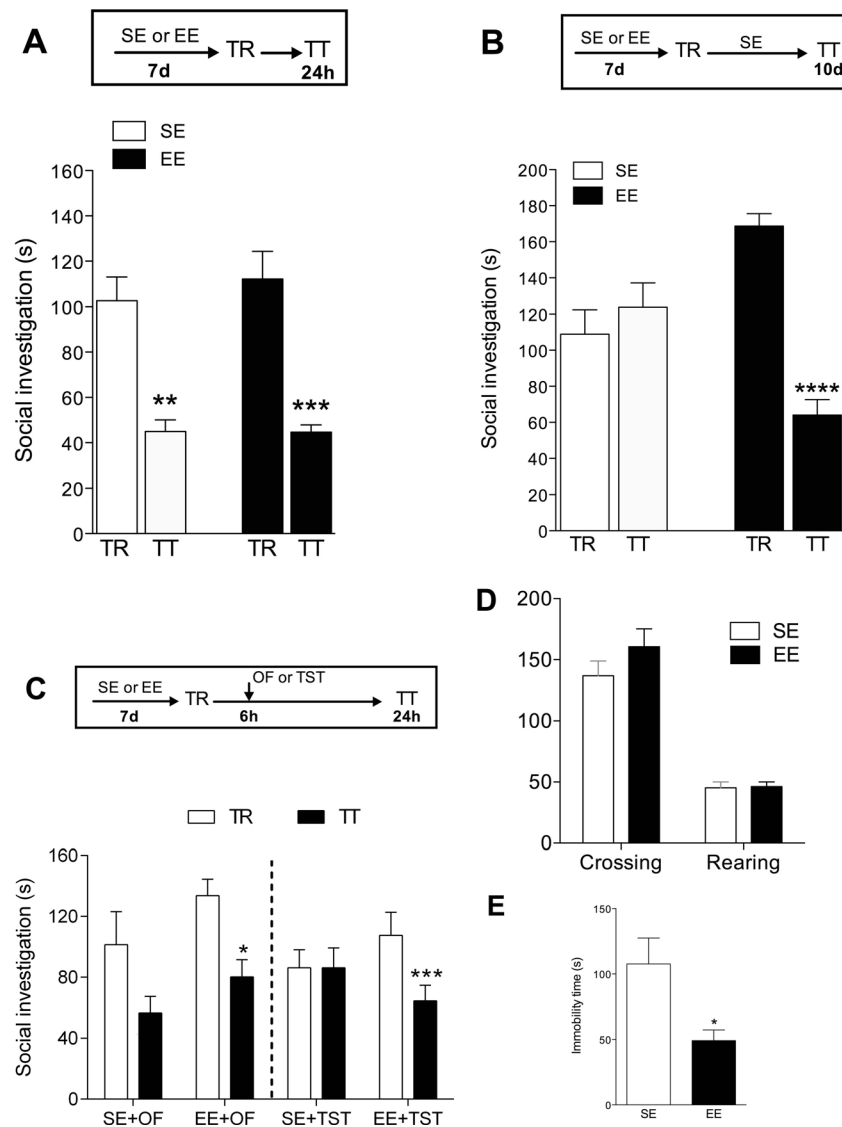 A
SE or EE
TR
TT
7d
24h
SE
EE
160
140
120
100
80
60
40
20
0
Social investigation (s)
**
***
TR
TT
TR
TT
B
SE or EE
TR
SE
TT
7d
10d
SE
EE
200
180
160
140
120
100
80
60
40
20
0
Social investigation (s)
****
TR
TT
TR
TT
C
SE or EE
TR
OF or TST
TT
7d
6h
24h
TR
TT
160
120
80
40
0
Social investigation (s)
*
***
SE+OF
EE+OF
SE+TST
EE+TST
D
200
150
100
50
0
SE
EE
Crossing
Rearing
E
150
100
50
0
Immobility time (s)
*
SE
EE